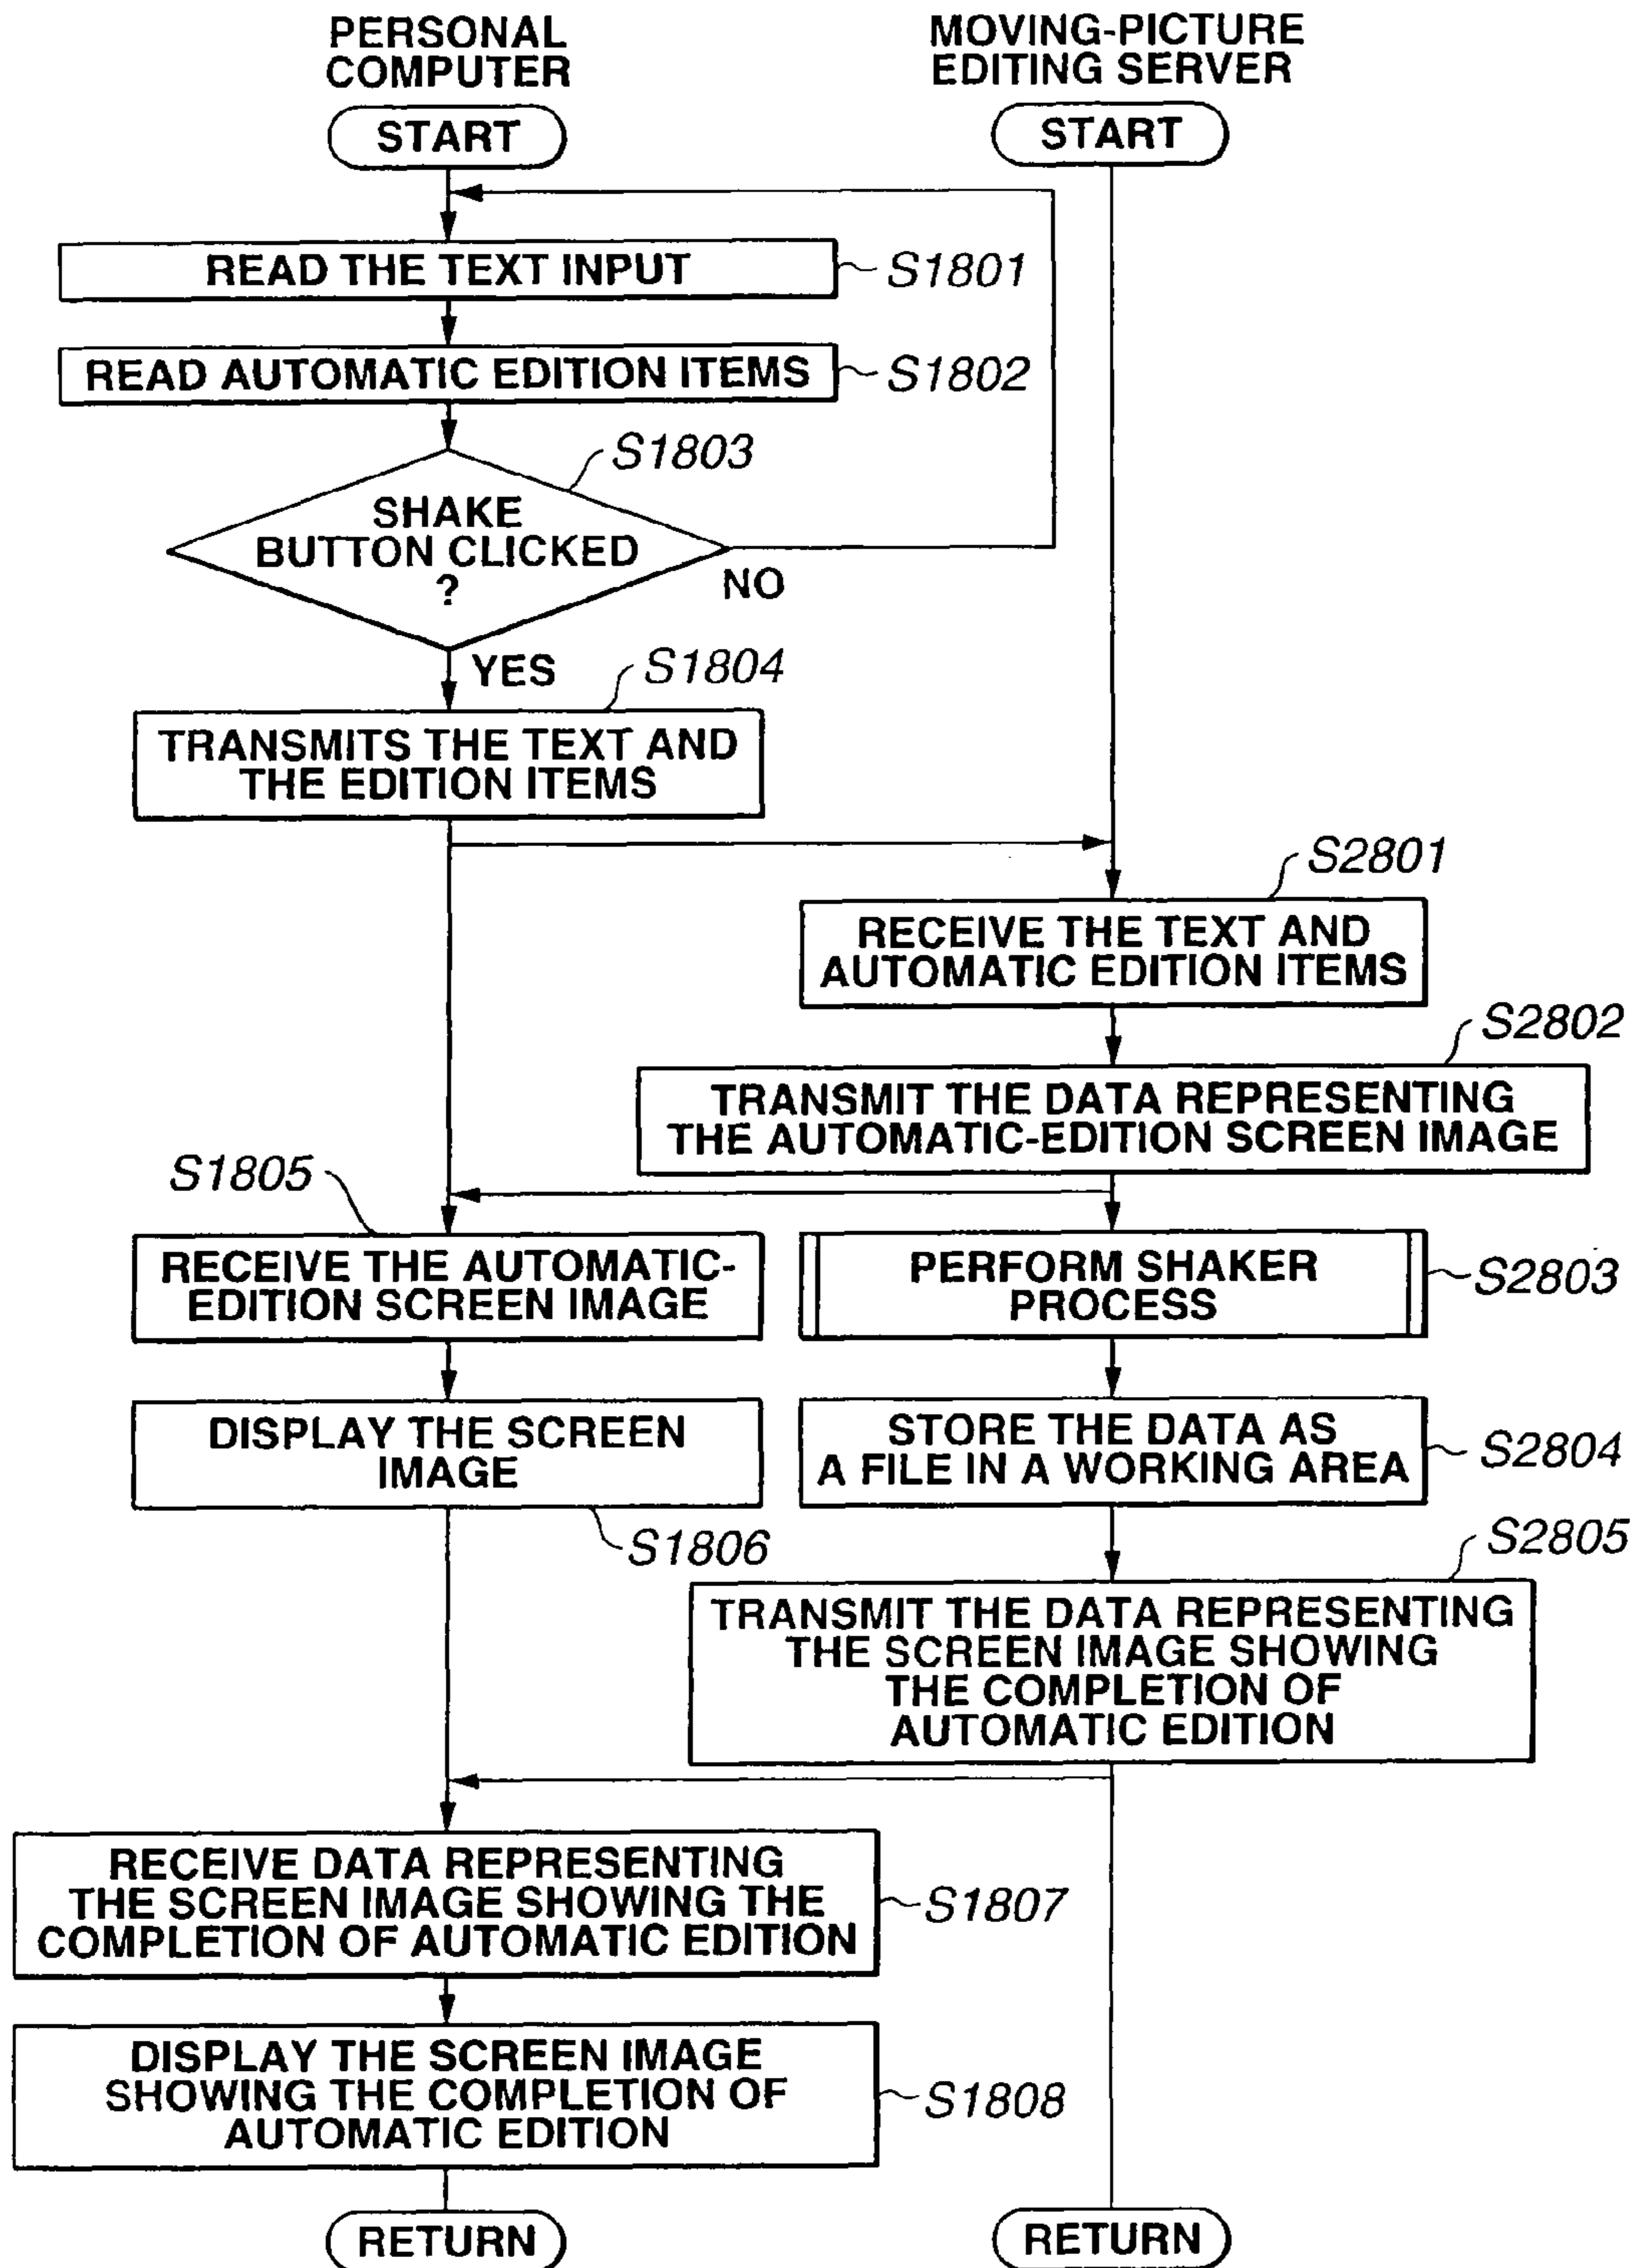 PERSONAL
COMPUTER
MOVING-PICTURE
EDITING SERVER
START
START
READ THE TEXT INPUT
S1801
READ AUTOMATIC EDITION ITEMS
S1802
S1803
SHAKE
BUTTON CLICKED
?
NO
YES
S1804
TRANSMITS THE TEXT AND
THE EDITION ITEMS
S2801
RECEIVE THE TEXT AND
AUTOMATIC EDITION ITEMS
S2802
TRANSMIT THE DATA REPRESENTING
THE AUTOMATIC-EDITION SCREEN IMAGE
S1805
RECEIVE THE AUTOMATIC-
EDITION SCREEN IMAGE
PERFORM SHAKER
PROCESS
S2803
DISPLAY THE SCREEN
IMAGE
S1806
STORE THE DATA AS
A FILE IN A WORKING AREA
S2804
S2805
TRANSMIT THE DATA REPRESENTING
THE SCREEN IMAGE SHOWING
THE COMPLETION OF
AUTOMATIC EDITION
RECEIVE DATA REPRESENTING
THE SCREEN IMAGE SHOWING THE
COMPLETION OF AUTOMATIC EDITION
S1807
DISPLAY THE SCREEN IMAGE
SHOWING THE COMPLETION OF
AUTOMATIC EDITION
S1808
RETURN
RETURN